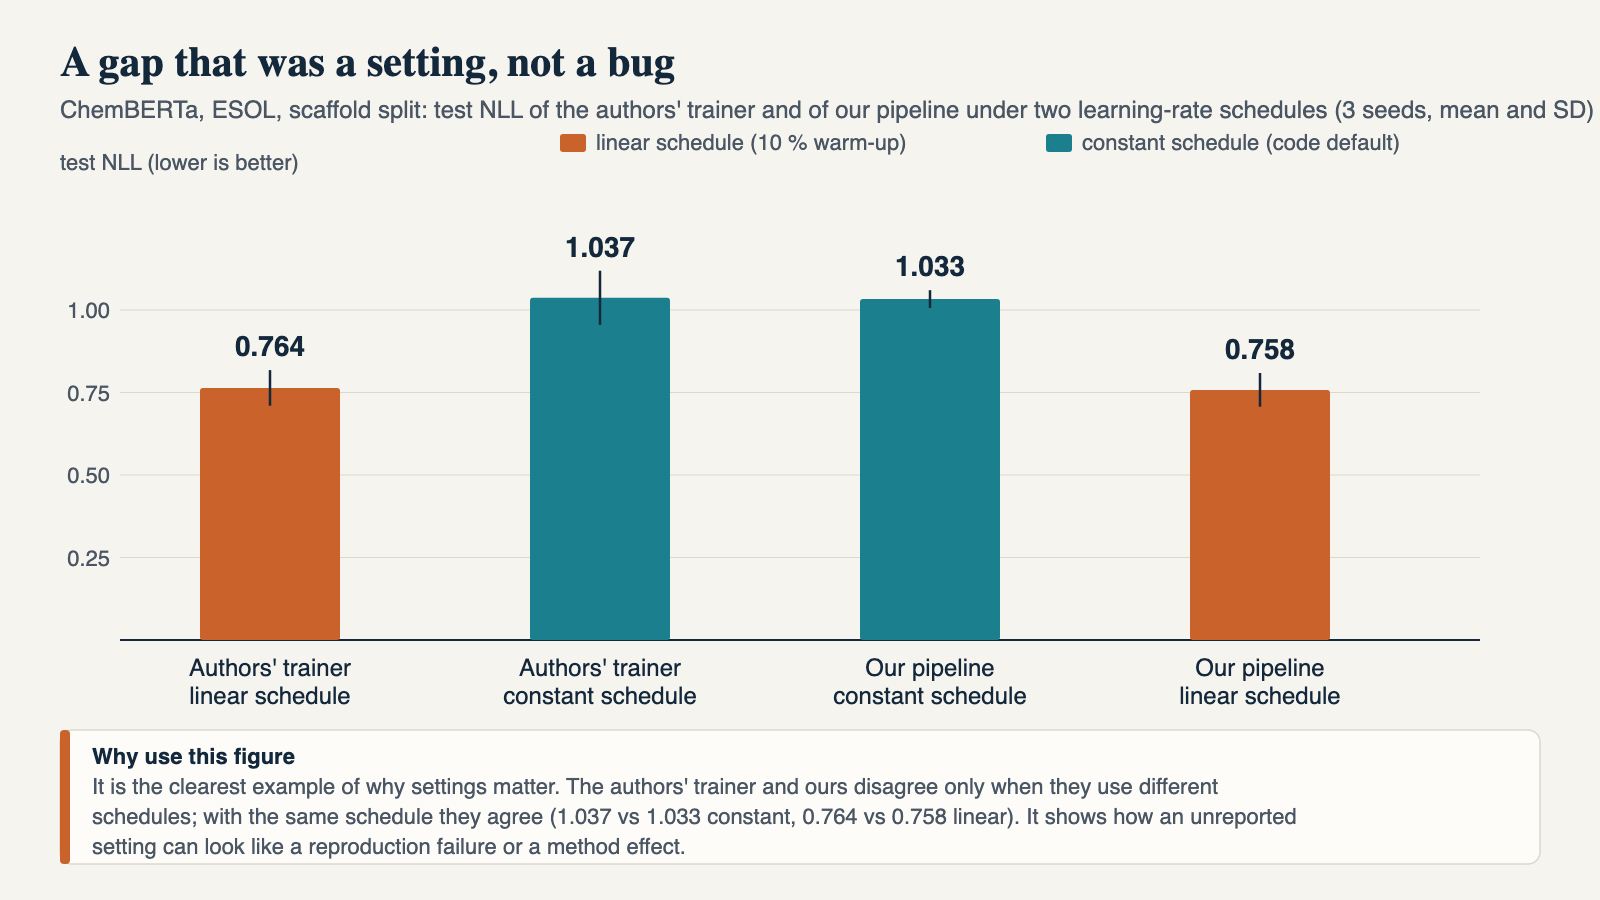 A gap that was a setting, not a bug
ChemBERTa, ESOL, scaffold split: test NLL of the authors' trainer and of our pipeline under two learning-rate schedules (3 seeds, mean and SD)
linear schedule (10 % warm-up)
constant schedule (code default)
test NLL (lower is better)
1.037
1.033
1.00
0.764
0.758
0.75
0.50
0.25
Authors' trainer
linear schedule
Authors' trainer
constant schedule
Our pipeline
constant schedule
Our pipeline
linear schedule
Why use this figure
It is the clearest example of why settings matter. The authors' trainer and ours disagree only when they use different
schedules; with the same schedule they agree (1.037 vs 1.033 constant, 0.764 vs 0.758 linear). It shows how an unreported
setting can look like a reproduction failure or a method effect.